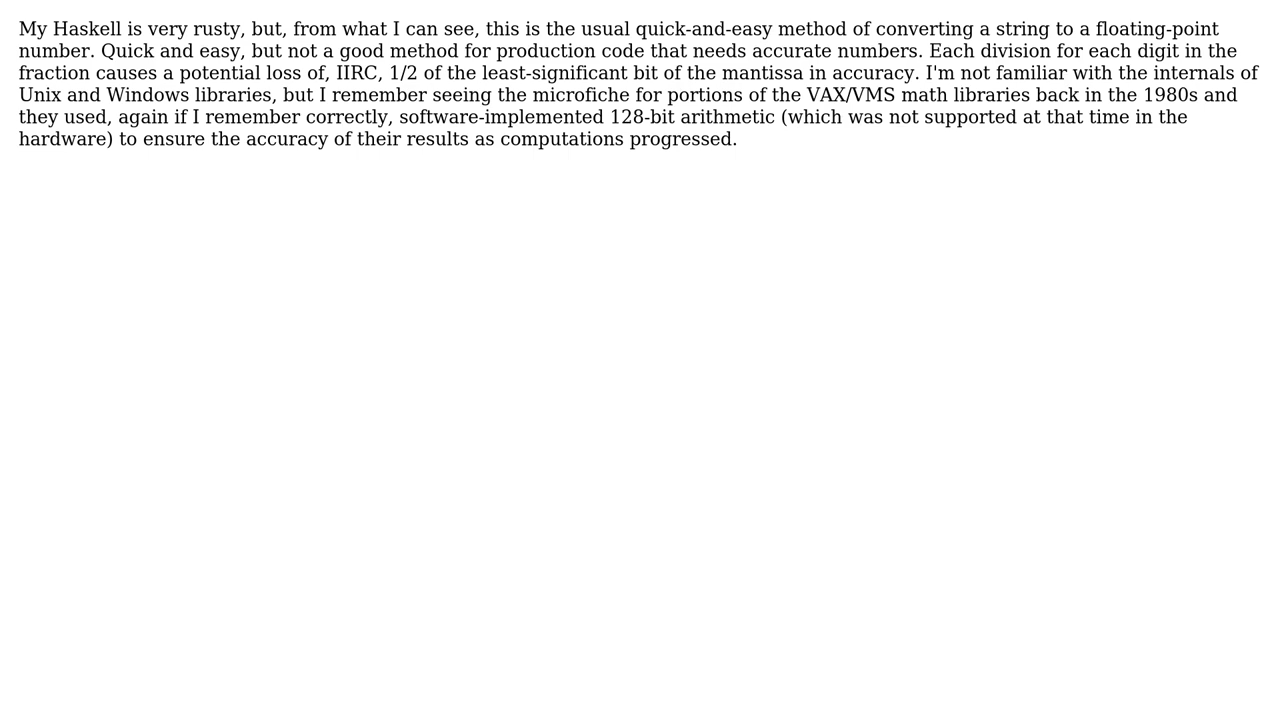 My Haskell is very rusty, but, from what I can see, this is the usual quick-and-easy method of converting a string to a floating-point
number. Quick and easy, but not a good method for production code that needs accurate numbers. Each division for each digit in the
fraction causes a potential loss of, IIRC, 1/2 of the least-significant bit of the mantissa in accuracy. I'm not familiar with the internals of
Unix and Windows libraries, but I remember seeing the microfiche for portions of the VAX/VMS math libraries back in the 1980s and
they used, again if I remember correctly, software-implemented 128-bit arithmetic (which was not supported at that time in the
hardware) to ensure the accuracy of their results as computations progressed.